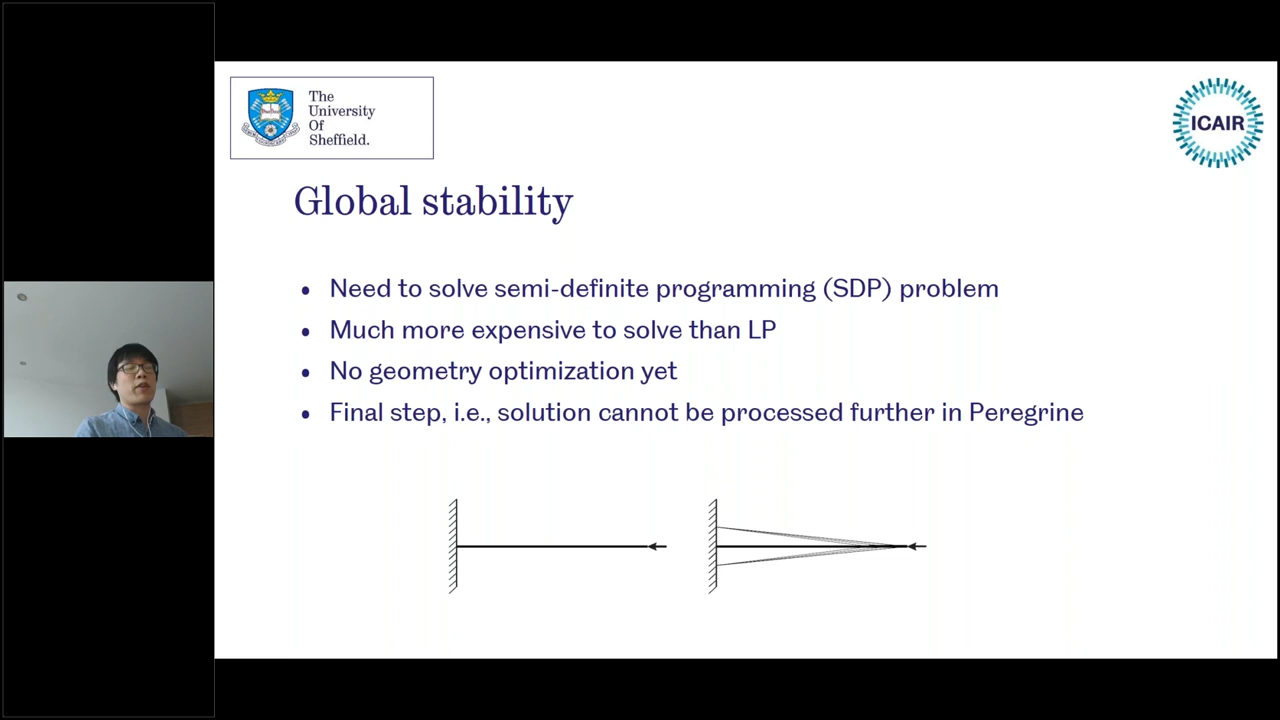 The
University
Of
Sheffield.
ICAIR
Global stability
• Need to solve semi-definite programming (SDP) problem
• Much more expensive to solve than LP
• No geometry optimization yet
• Final step, i.e., solution cannot be processed further in Peregrine